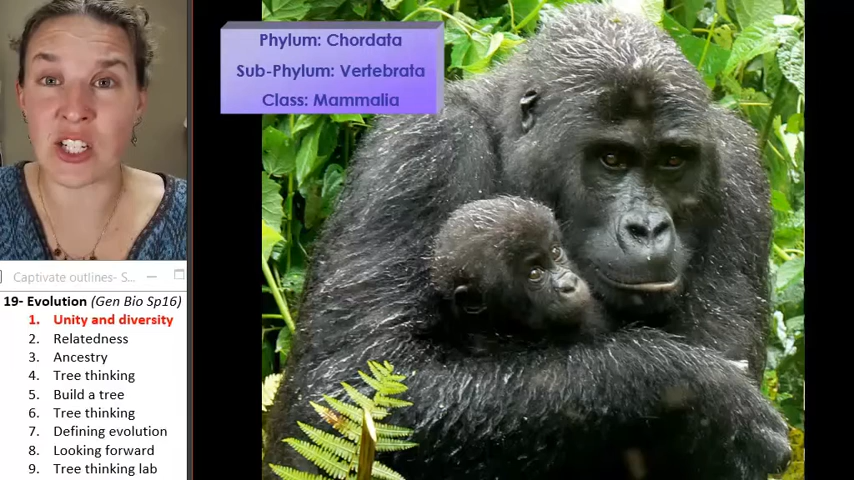 Phylum: Chordata
Sub-Phylum: Vertebrata
Class: Mammalia
Captivate outlines- S...
19- Evolution (Gen Bio Sp16)
1. Unity and diversity
2. Relatedness
3. Ancestry
4. Tree thinking
5. Build a tree
6. Tree thinking
7. Defining evolution
8. Looking forward
9. Tree thinking lab